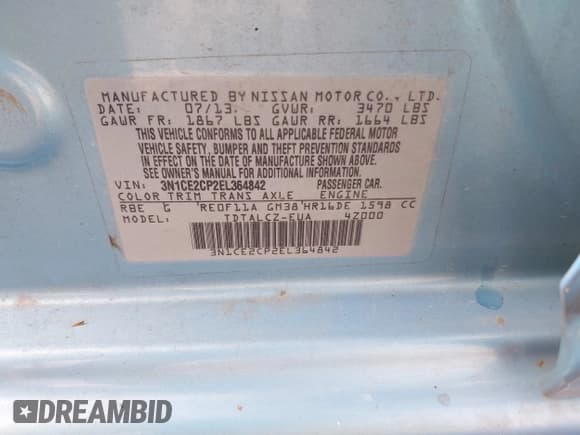 MANUFACTURED BY NISSAN MOTOR CO., LTD.
DATE: 07/13 GVWR: 3470 LBS
GAWR FR: 1867 LBS GAWR RR: 1664 LBS
THIS VEHICLE CONFORMS TO ALL APPLICABLE FEDERAL MOTOR
VEHICLE SAFETY, BUMPER AND THEFT PREVENTION STANDARDS
IN EFFECT ON THE DATE OF MANUFACTURE SHOWN ABOVE.
SEE OWNER'S MANUAL FOR ADDITIONAL INFORMATION.
VIN: 3N1CE2CP2EL364842 PASSENGER CAR.
COLOR TRIM TRANS AXLE ENGINE
RBE G 'RE0F11A GM38'HR16DE 1598 CC
MODEL: TDTALCZ-EUA 4Z000
3N1CE2CP2EL364842
DREAMBID